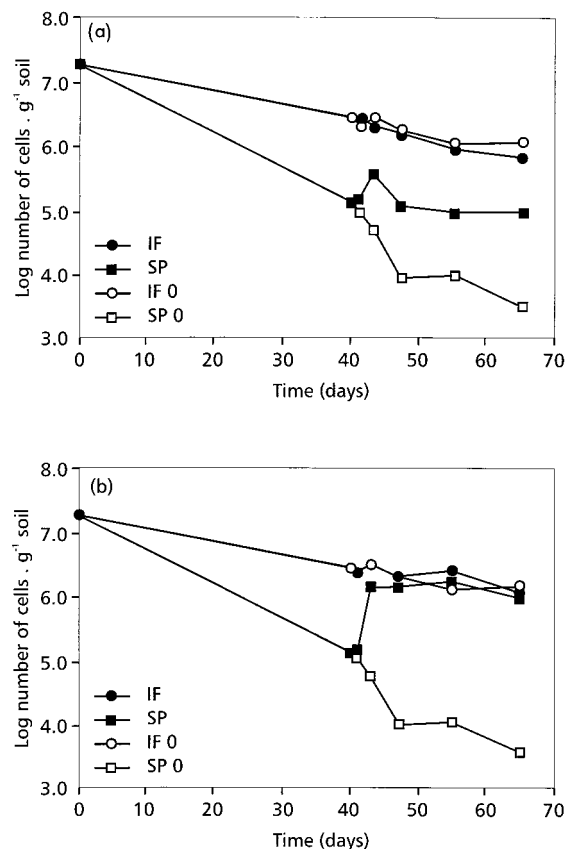 (a)
8.0
7.0
6.0
5.0
4.0
3.0
Log number of cells . g⁻¹ soil
IF
SP
IF 0
SP 0
0 10 20 30 40 50 60 70
Time (days)
(b)
8.0
7.0
6.0
5.0
4.0
3.0
Log number of cells . g⁻¹ soil
IF
SP
IF 0
SP 0
0 10 20 30 40 50 60 70
Time (days)